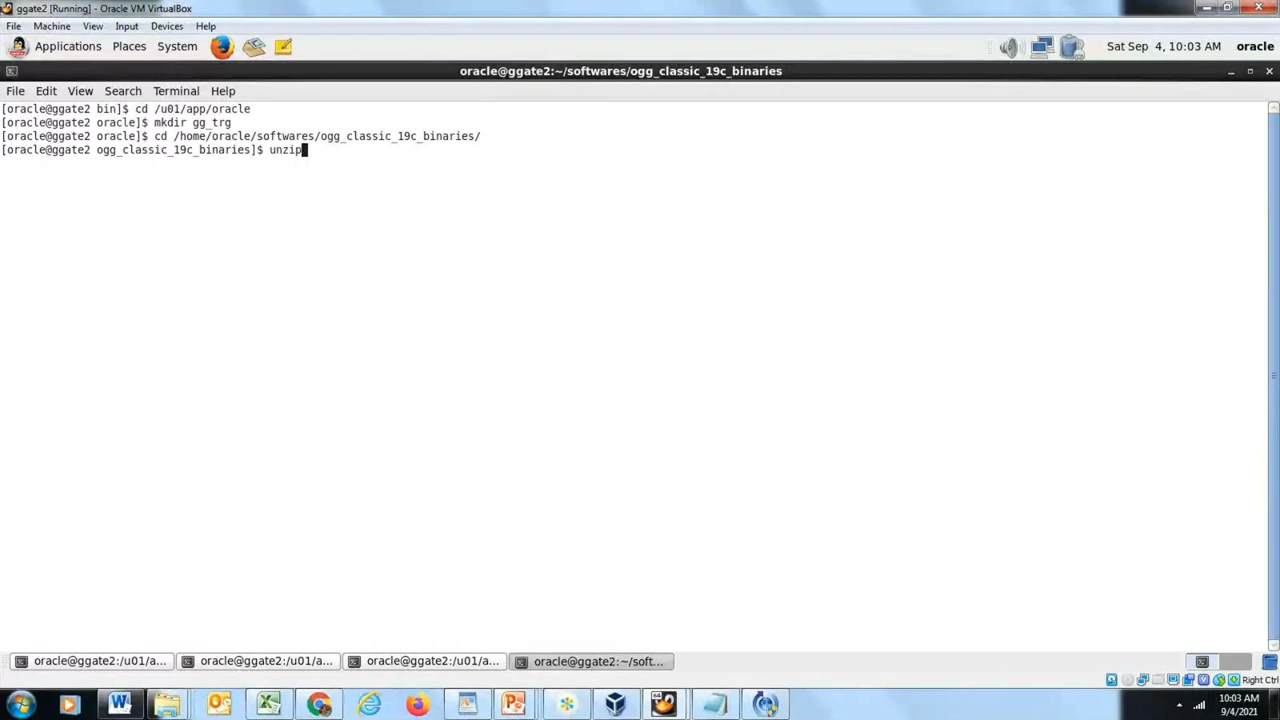 ggate2 [Running] - Oracle VM VirtualBox
File Machine View Input Devices Help
Applications Places System Sat Sep 4, 10:03 AM oracle
oracle@ggate2:~/softwares/ogg_classic_19c_binaries
File Edit View Search Terminal Help
[oracle@ggate2 bin]$ cd /u01/app/oracle
[oracle@ggate2 oracle]$ mkdir gg_trg
[oracle@ggate2 oracle]$ cd /home/oracle/softwares/ogg_classic_19c_binaries/
[oracle@ggate2 ogg_classic_19c_binaries]$ unzip
oracle@ggate2:/u01/a... oracle@ggate2:/u01/a... oracle@ggate2:/u01/a... oracle@ggate2:~/soft...
Right Ctrl
10:03 AM
9/4/2021